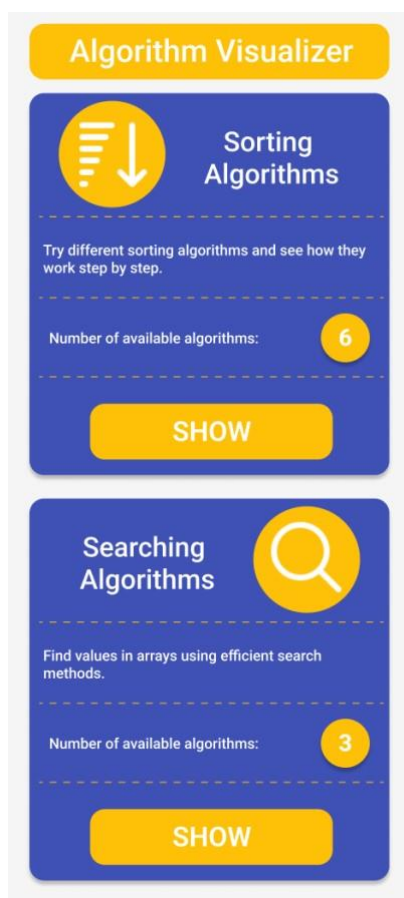 Algorithm Visualizer
Sorting
Algorithms
Try different sorting algorithms and see how they
work step by step.
Number of available algorithms:
6
SHOW
Searching
Algorithms
Find values in arrays using efficient search
methods.
Number of available algorithms:
3
SHOW